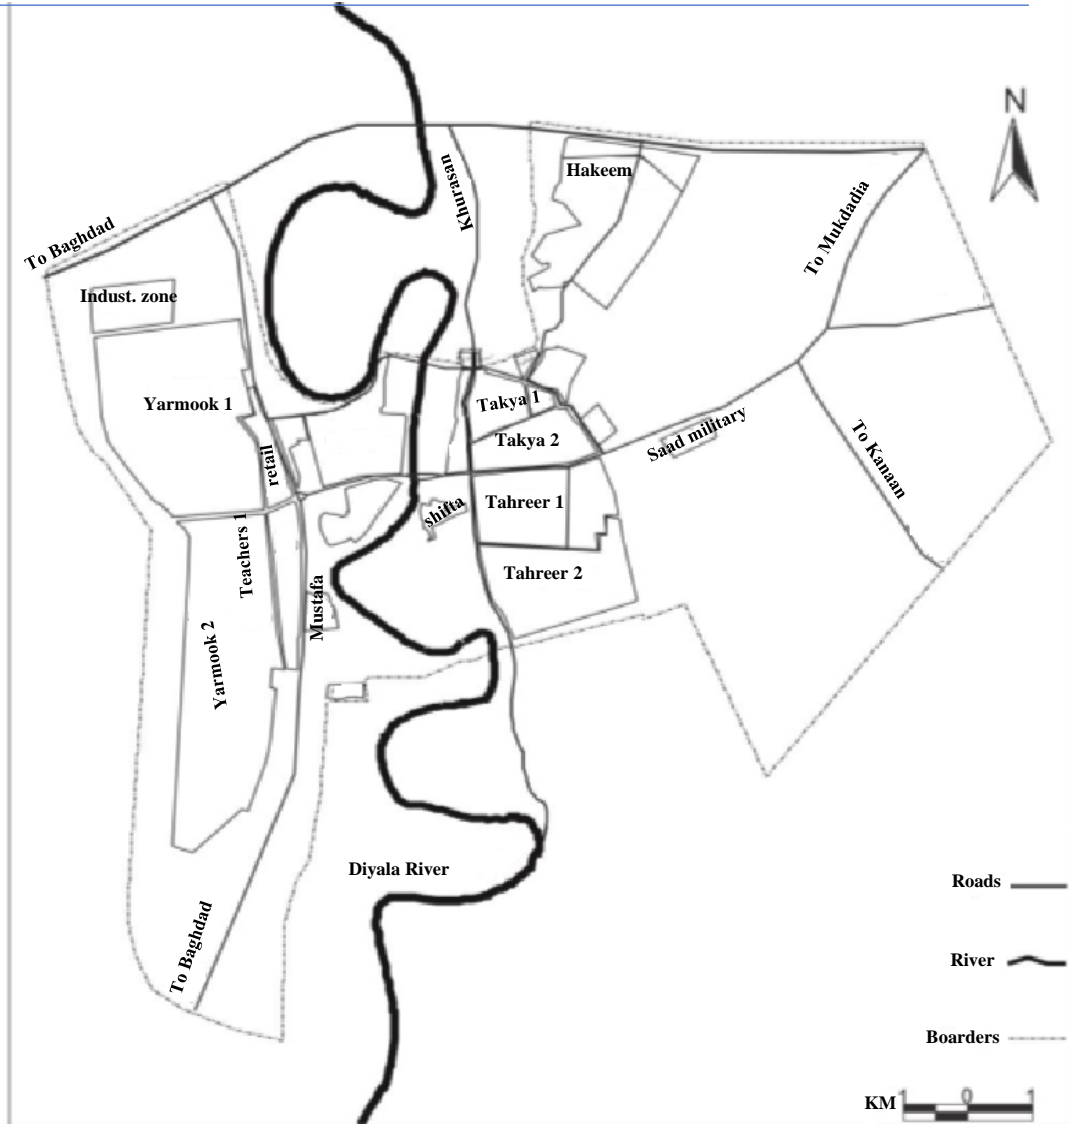 N
Khurasan
Hakeem
To Mukdadia
To Baghdad
Indust. zone
Yarmook 1
Takya 1
Takya 2
Saad military
To Kanaan
retail
Tahreer 1
shifta
Teachers 1
Tahreer 2
Mustafa
Yarmook 2
Diyala River
Roads
To Baghdad
River
Boarders
KM
1 0 1